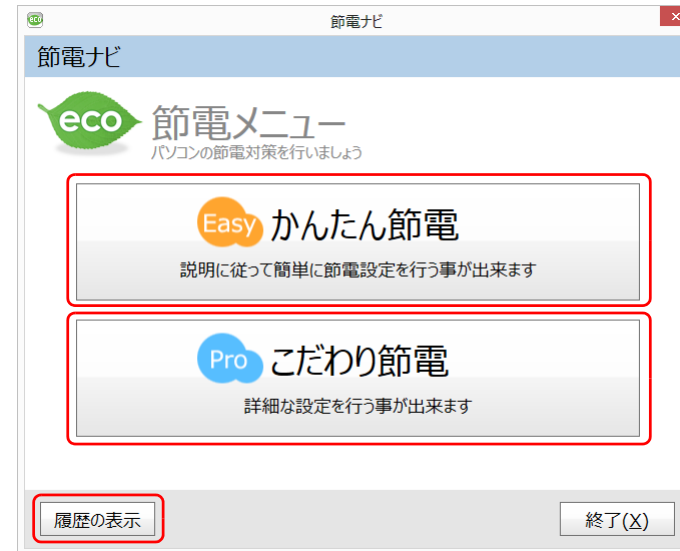 eco
節電ナビ
節電ナビ
eco
節電メニュー
パソコンの節電対策を行いましょう
Easy かんたん節電
説明に従って簡単に節電設定を行う事が出来ます
Pro こだわり節電
詳細な設定を行う事が出来ます
履歴の表示
終了(X)